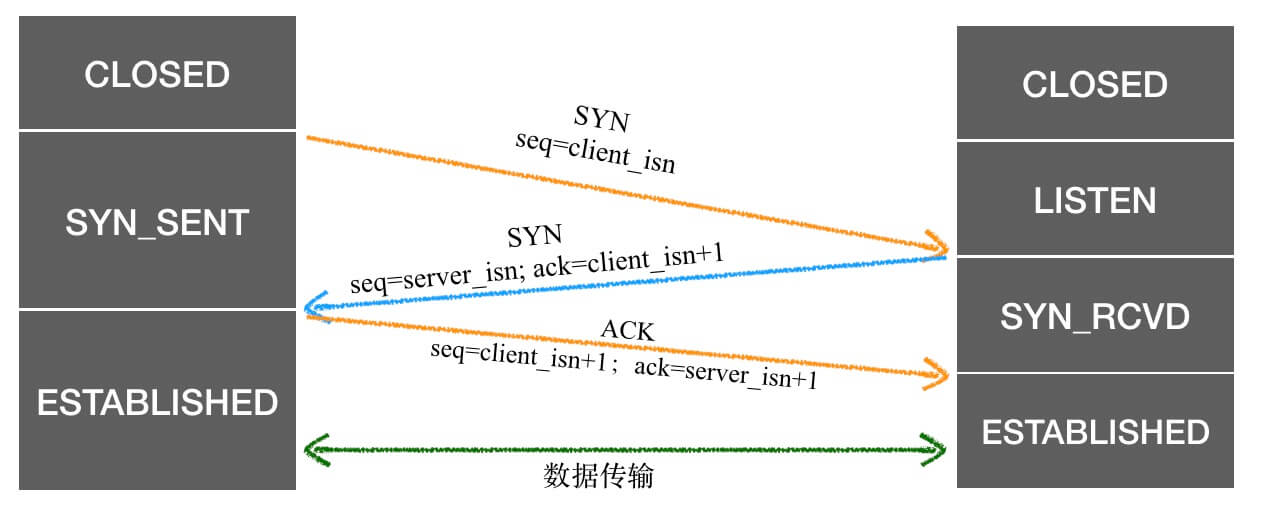 CLOSED
SYN_SENT
ESTABLISHED
SYN
seq=client_isn
SYN
seq=server_isn; ack=client_isn+1
ACK
seq=client_isn+1； ack=server_isn+1
数据传输
CLOSED
LISTEN
SYN_RCVD
ESTABLISHED